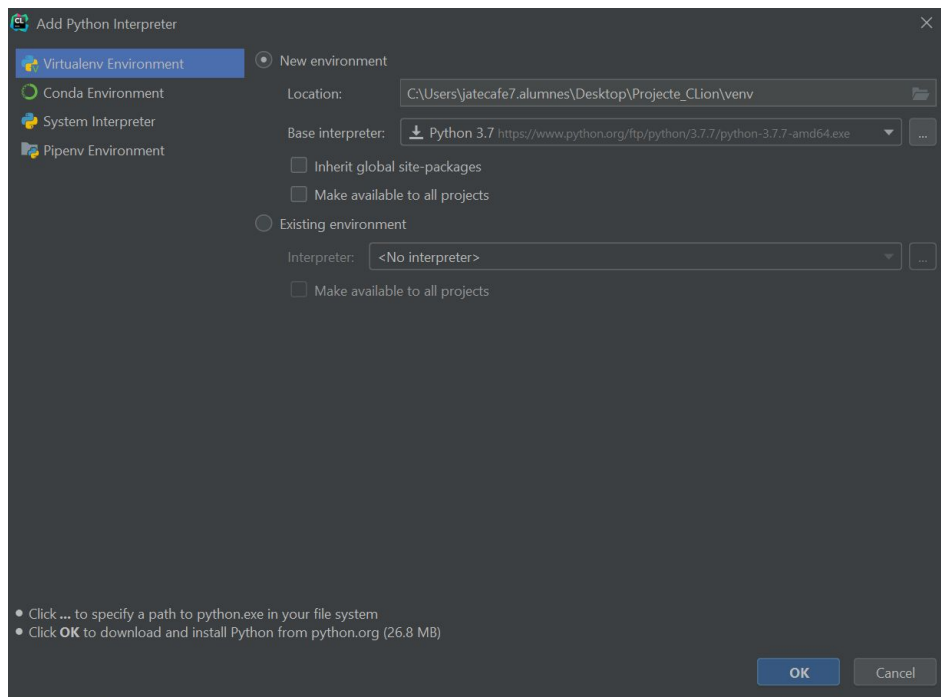 CL Add Python Interpreter
Virtualenv Environment
Conda Environment
System Interpreter
Pipenv Environment
New environment
Location: C:\Users\jatecafe7.alumnes\Desktop\Projecte_CLion\venv
Base interpreter: Python 3.7 https://www.python.org/ftp/python/3.7.7/python-3.7.7-amd64.exe ...
Inherit global site-packages
Make available to all projects
Existing environment
Interpreter: <No interpreter> ...
Make available to all projects
• Click ... to specify a path to python.exe in your file system
• Click OK to download and install Python from python.org (26.8 MB)
OK Cancel